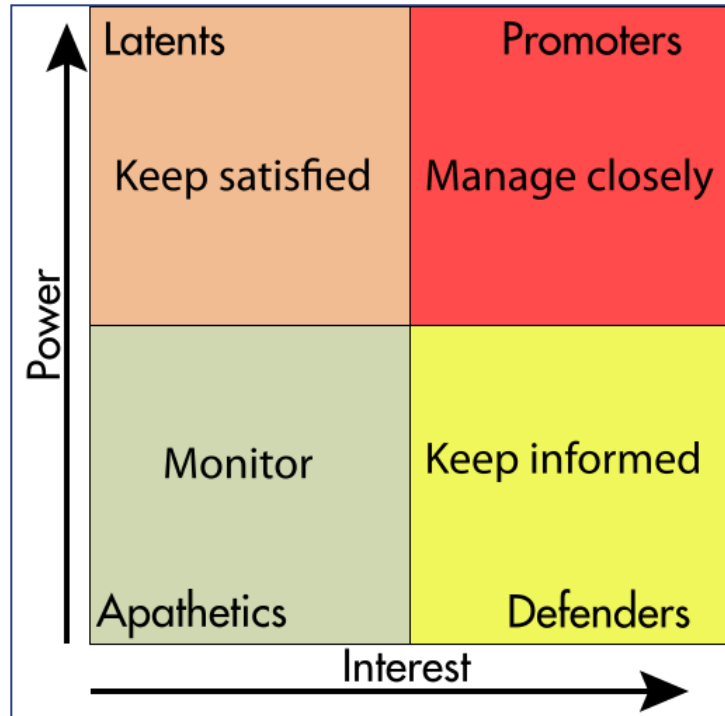 Latents
Promoters
Keep satisfied
Manage closely
Power
Monitor
Keep informed
Apathetics
Defenders
Interest